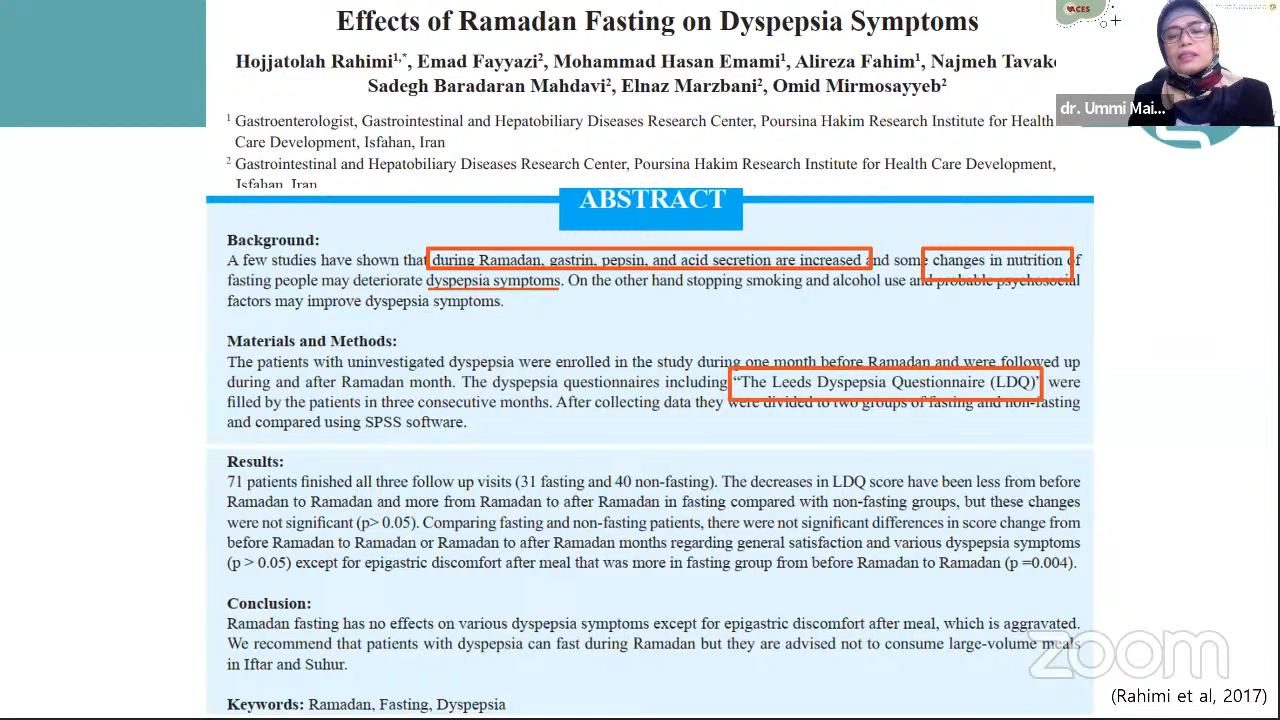 Effects of Ramadan Fasting on Dyspepsia Symptoms
Hojjatolah Rahimi1,*, Emad Fayyazi2, Mohammad Hasan Emami1, Alireza Fahim1, Najmeh
Sadegh Baradaran Mahdavi2, Elnaz Marzbani2, Omid Mirmosayyeb2
1 Gastroenterologist, Gastrointestinal and Hepatobiliary Diseases Research Center, Poursina Hakim Research Institute for Health
Care Development, Isfahan, Iran
2 Gastrointestinal and Hepatobiliary Diseases Research Center, Poursina Hakim Research Institute for Health Care Development,
Isfahan, Iran
ACES
dr. Ummi Mai...
ABSTRACT
Background:
A few studies have shown that during Ramadan, gastrin, pepsin, and acid secretion are increased and some changes in nutrition of
fasting people may deteriorate dyspepsia symptoms. On the other hand stopping smoking and alcohol use and probable psychosocial
factors may improve dyspepsia symptoms.
Materials and Methods:
The patients with uninvestigated dyspepsia were enrolled in the study during one month before Ramadan and were followed up
during and after Ramadan month. The dyspepsia questionnaires including “The Leeds Dyspepsia Questionnaire (LDQ)” were
filled by the patients in three consecutive months. After collecting data they were divided to two groups of fasting and non-fasting
and compared using SPSS software.
Results:
71 patients finished all three follow up visits (31 fasting and 40 non-fasting). The decreases in LDQ score have been less from before
Ramadan to Ramadan and more from Ramadan to after Ramadan in fasting compared with non-fasting groups, but these changes
were not significant (p> 0.05). Comparing fasting and non-fasting patients, there were not significant differences in score change from
before Ramadan to Ramadan or Ramadan to after Ramadan months regarding general satisfaction and various dyspepsia symptoms
(p > 0.05) except for epigastric discomfort after meal that was more in fasting group from before Ramadan to Ramadan (p =0.004).
Conclusion:
Ramadan fasting has no effects on various dyspepsia symptoms except for epigastric discomfort after meal, which is aggravated.
We recommend that patients with dyspepsia can fast during Ramadan but they are advised not to consume large-volume meals
in Iftar and Suhur.
zoom
Keywords: Ramadan, Fasting, Dyspepsia
(Rahimi et al, 2017)